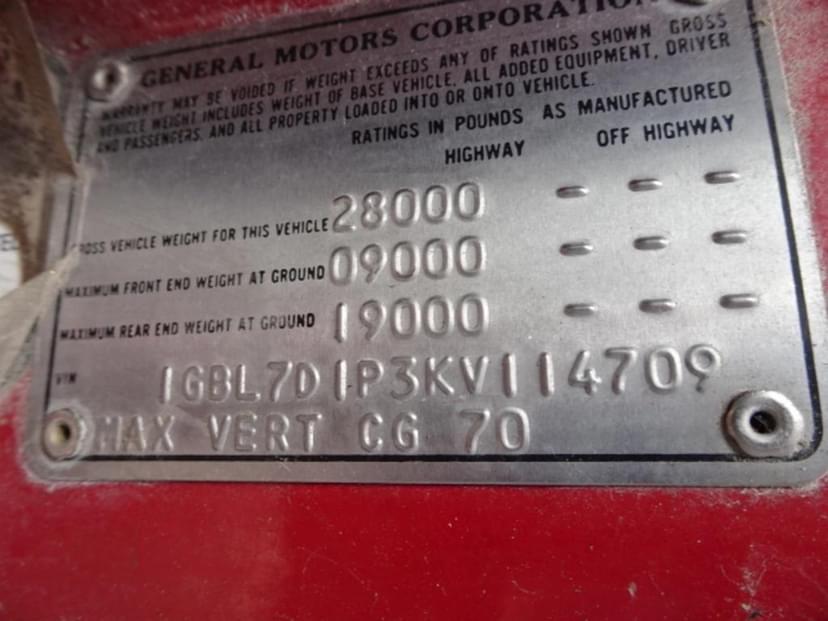 GENERAL MOTORS CORPORATION
WARRANTY MAY BE VOIDED IF WEIGHT EXCEEDS ANY OF RATINGS SHOWN GROSS
VEHICLE WEIGHT INCLUDES WEIGHT OF BASE VEHICLE, ALL ADDED EQUIPMENT, DRIVER
AND PASSENGERS, AND ALL PROPERTY LOADED INTO OR ONTO VEHICLE.
RATINGS IN POUNDS AS MANUFACTURED
HIGHWAY OFF HIGHWAY
GROSS VEHICLE WEIGHT FOR THIS VEHICLE 28000 - - -
MAXIMUM FRONT END WEIGHT AT GROUND 09000 - - -
MAXIMUM REAR END WEIGHT AT GROUND 19000 - - -
VIN 1GBL7D1P3KV114709
MAX VERT CG 70